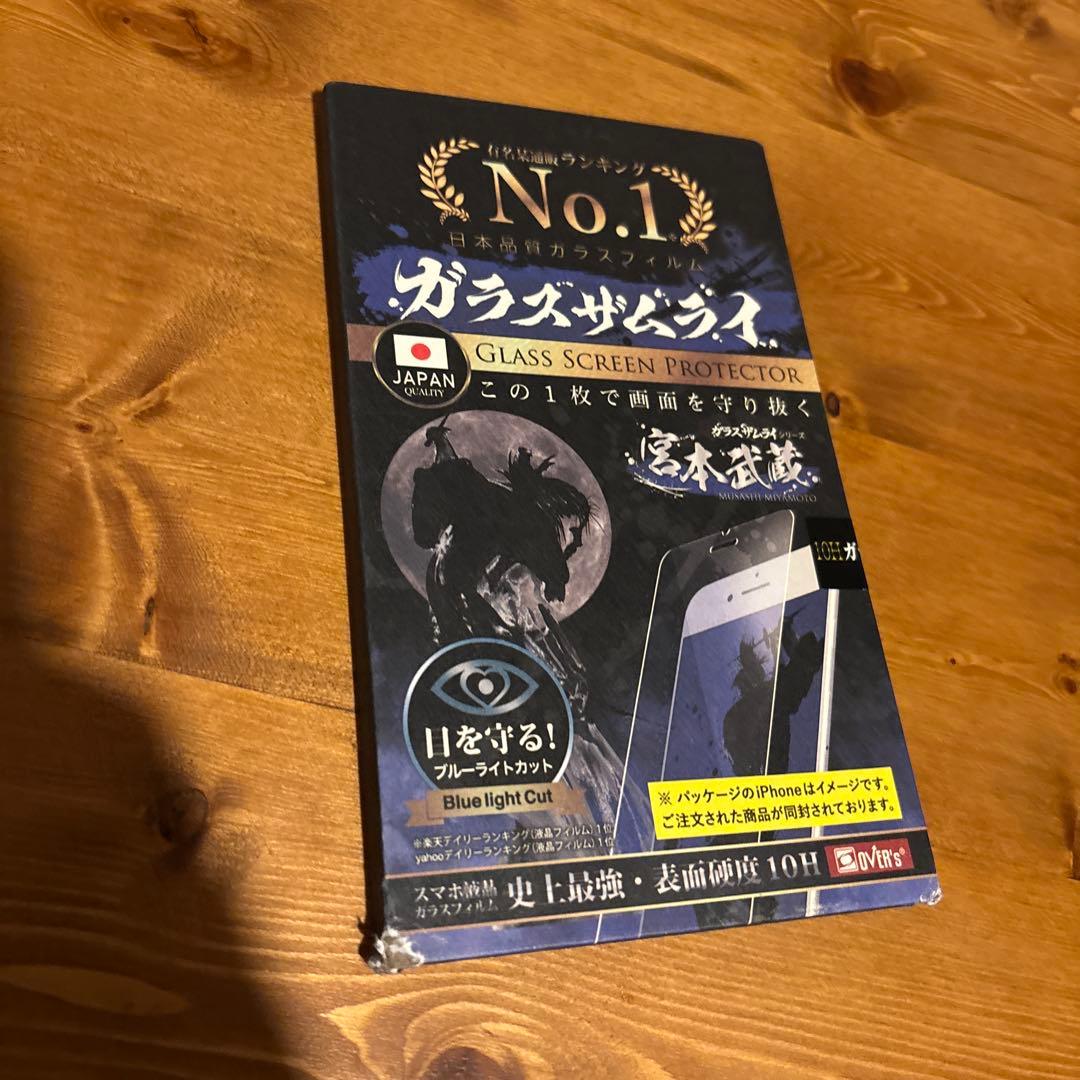 有名某通販ランキング
No.1※
日本品質ガラスフィルム
ガラスザムライ
JAPAN
QUALITY
GLASS SCREEN PROTECTOR
この1枚で画面を守り抜く
ガラスザムライシリーズ
宮本武蔵
MUSASHI MIYAMOTO
10Hガ
目を守る!
ブルーライトカット
Blue light Cut
※ パッケージのiPhoneはイメージです。
ご注文された商品が同封されております。
※楽天デイリーランキング(液晶フィルム)1位
yahooデイリーランキング(液晶フィルム)1位
スマホ液晶
ガラスフィルム
史上最強・表面硬度10H
OVER's®